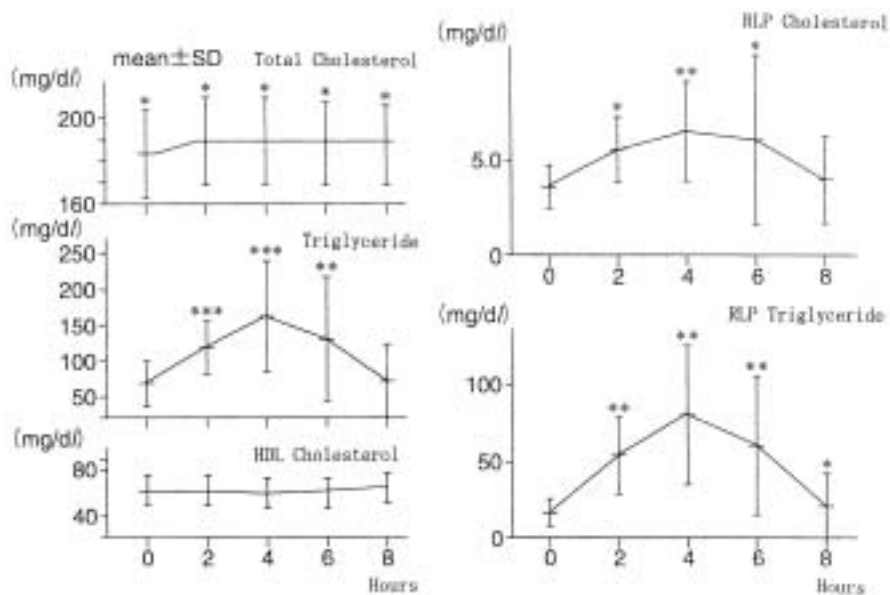 mean±SD Total Cholesterol
(mg/dl)
* * * * *
200
160
(mg/dl)
Triglyceride
250
200
150
100
50
*** *** **
(mg/dl)
HDL Cholesterol
80
40
0 2 4 6 8
Hours
RLP Cholesterol
(mg/dl)
* ** *
5.0
0
0 2 4 6 8
(mg/dl)
RLP Triglyceride
** ** ** *
100
50
0
0 2 4 6 8
Hours